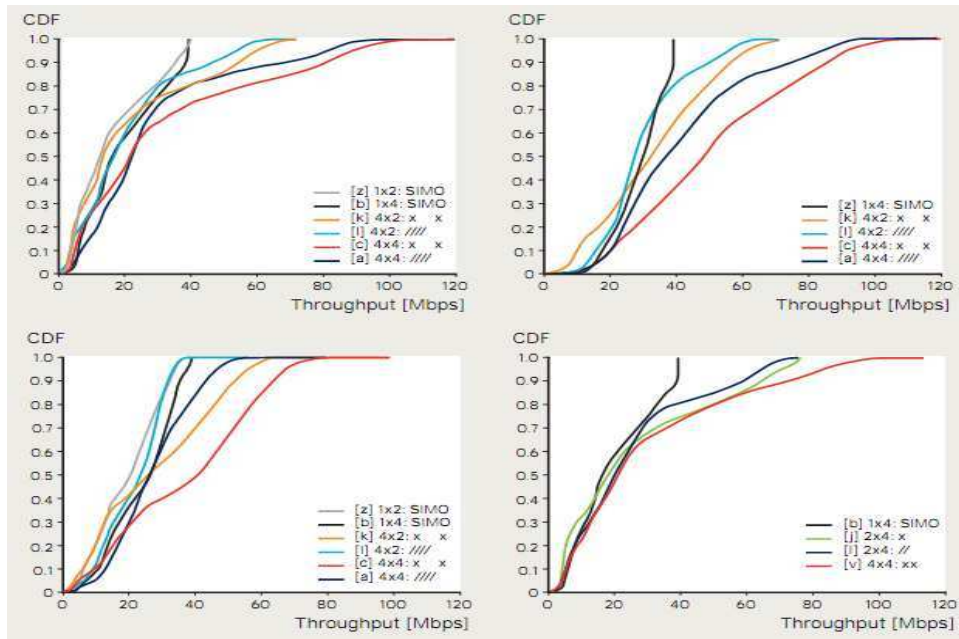 CDF
1.0
0.9
0.8
0.7
0.6
0.5
0.4
0.3
0.2
0.1
0
[z] 1x2: SIMO
[b] 1x4: SIMO
[k] 4x2: x x
[l] 4x2: ////
[c] 4x4: x x
[a] 4x4: ////
0 20 40 60 80 100 120
Throughput [Mbps]
CDF
1.0
0.9
0.8
0.7
0.6
0.5
0.4
0.3
0.2
0.1
0
[z] 1x4: SIMO
[k] 4x2: x x
[l] 4x2: ////
[c] 4x4: x x
[a] 4x4: ////
0 20 40 60 80 100 120
Throughput [Mbps]
CDF
1.0
0.9
0.8
0.7
0.6
0.5
0.4
0.3
0.2
0.1
0
[z] 1x2: SIMO
[b] 1x4: SIMO
[k] 4x2: x x
[l] 4x2: ////
[c] 4x4: x x
[a] 4x4: ////
0 20 40 60 80 100 120
Throughput [Mbps]
CDF
1.0
0.9
0.8
0.7
0.6
0.5
0.4
0.3
0.2
0.1
0
[b] 1x4: SIMO
[j] 2x4: x
[i] 2x4: //
[v] 4x4: xx
0 20 40 60 80 100 120
Throughput [Mbps]